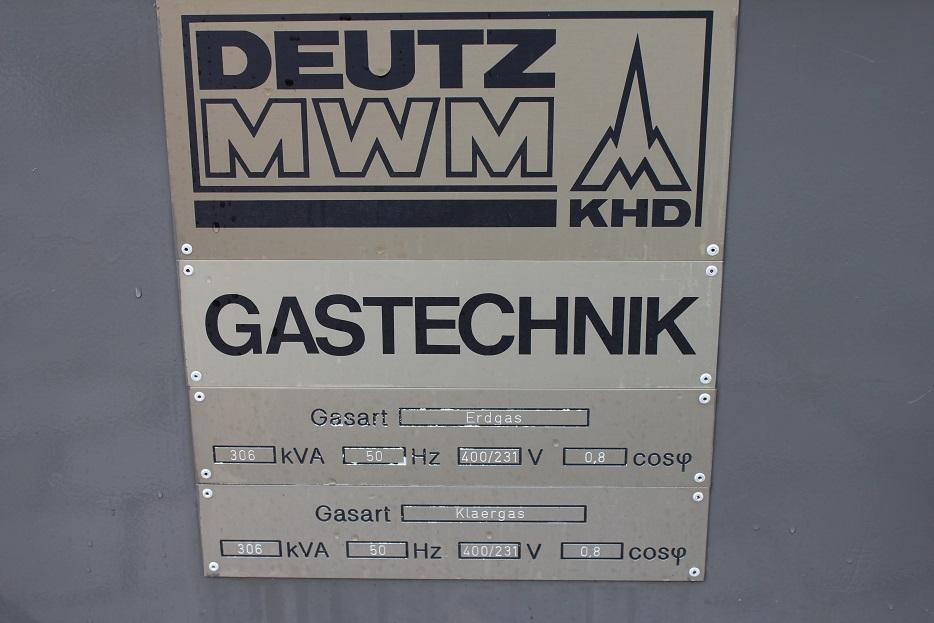 DEUTZ
MWM
KHD
GASTECHNIK
Gasart Erdgas
306 kVA 50 Hz 400/231 V 0,8 cosφ
Gasart Klaergas
306 kVA 50 Hz 400/231 V 0,8 cosφ